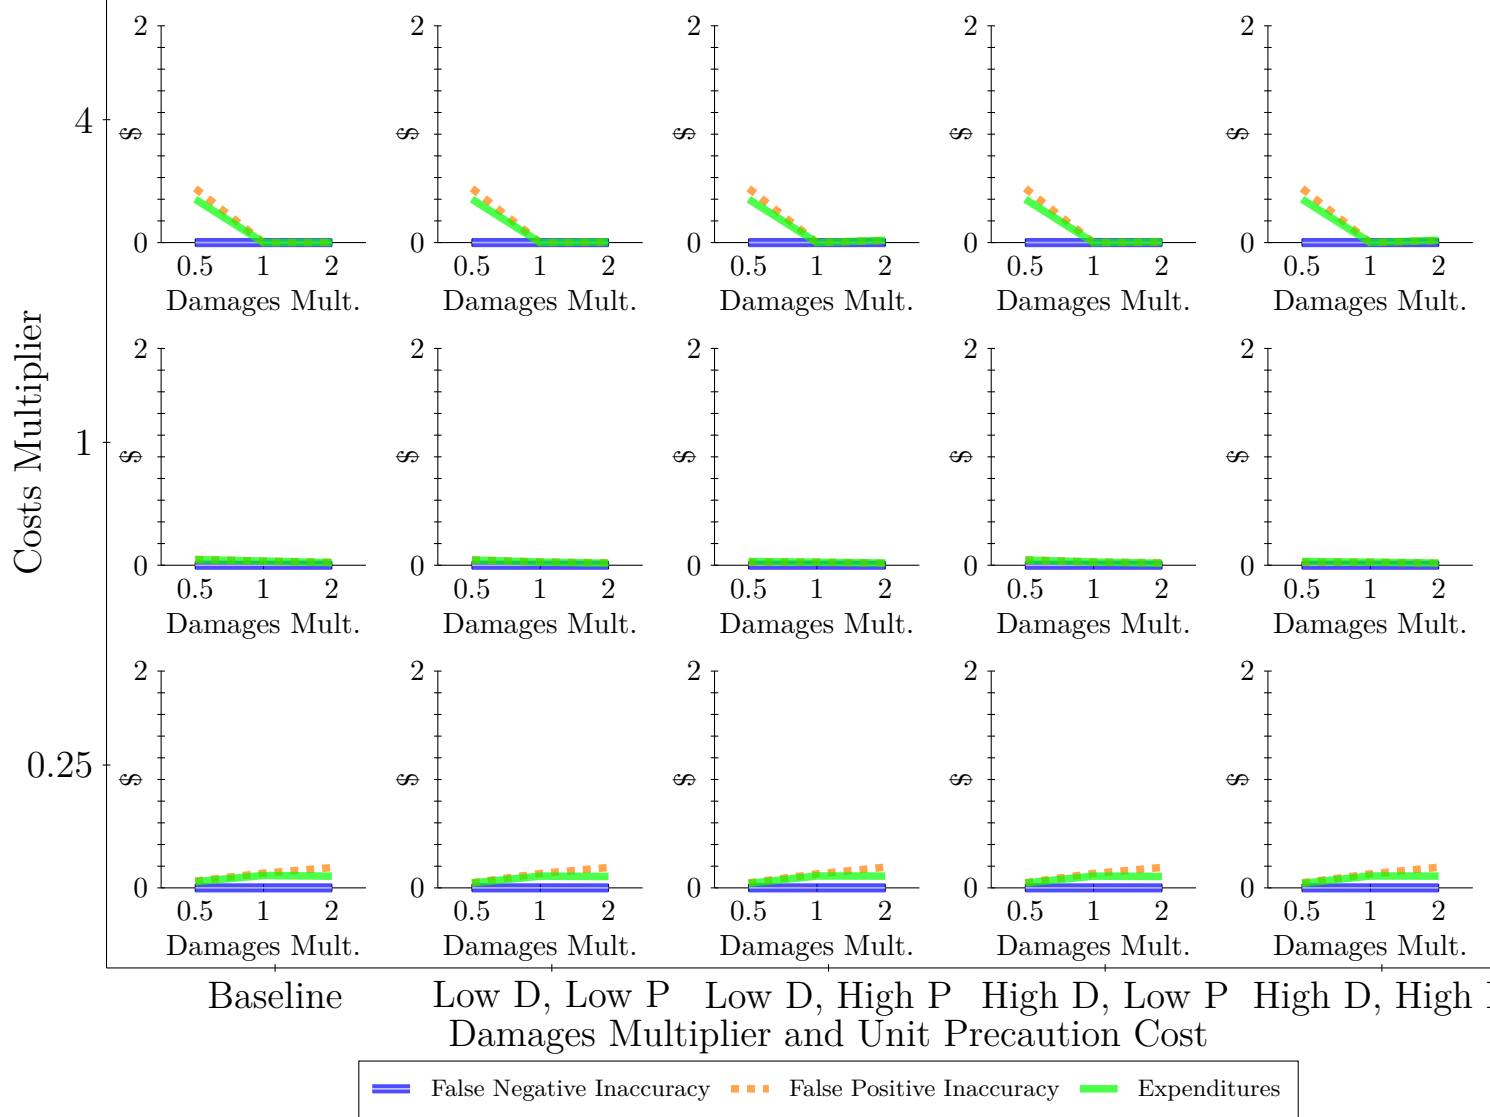 2 2 2 2 2
4 $ $ $ $ $
0 0 0 0 0
0.5 1 2 0.5 1 2 0.5 1 2 0.5 1 2 0.5 1 2
Damages Mult. Damages Mult. Damages Mult. Damages Mult. Damages Mult.
Costs Multiplier
2 2 2 2 2
1 $ $ $ $ $
0 0 0 0 0
0.5 1 2 0.5 1 2 0.5 1 2 0.5 1 2 0.5 1 2
Damages Mult. Damages Mult. Damages Mult. Damages Mult. Damages Mult.
2 2 2 2 2
0.25 $ $ $ $ $
0 0 0 0 0
0.5 1 2 0.5 1 2 0.5 1 2 0.5 1 2 0.5 1 2
Damages Mult. Damages Mult. Damages Mult. Damages Mult. Damages Mult.
Baseline Low D, Low P Low D, High P High D, Low P High D, High
Damages Multiplier and Unit Precaution Cost
False Negative Inaccuracy False Positive Inaccuracy Expenditures